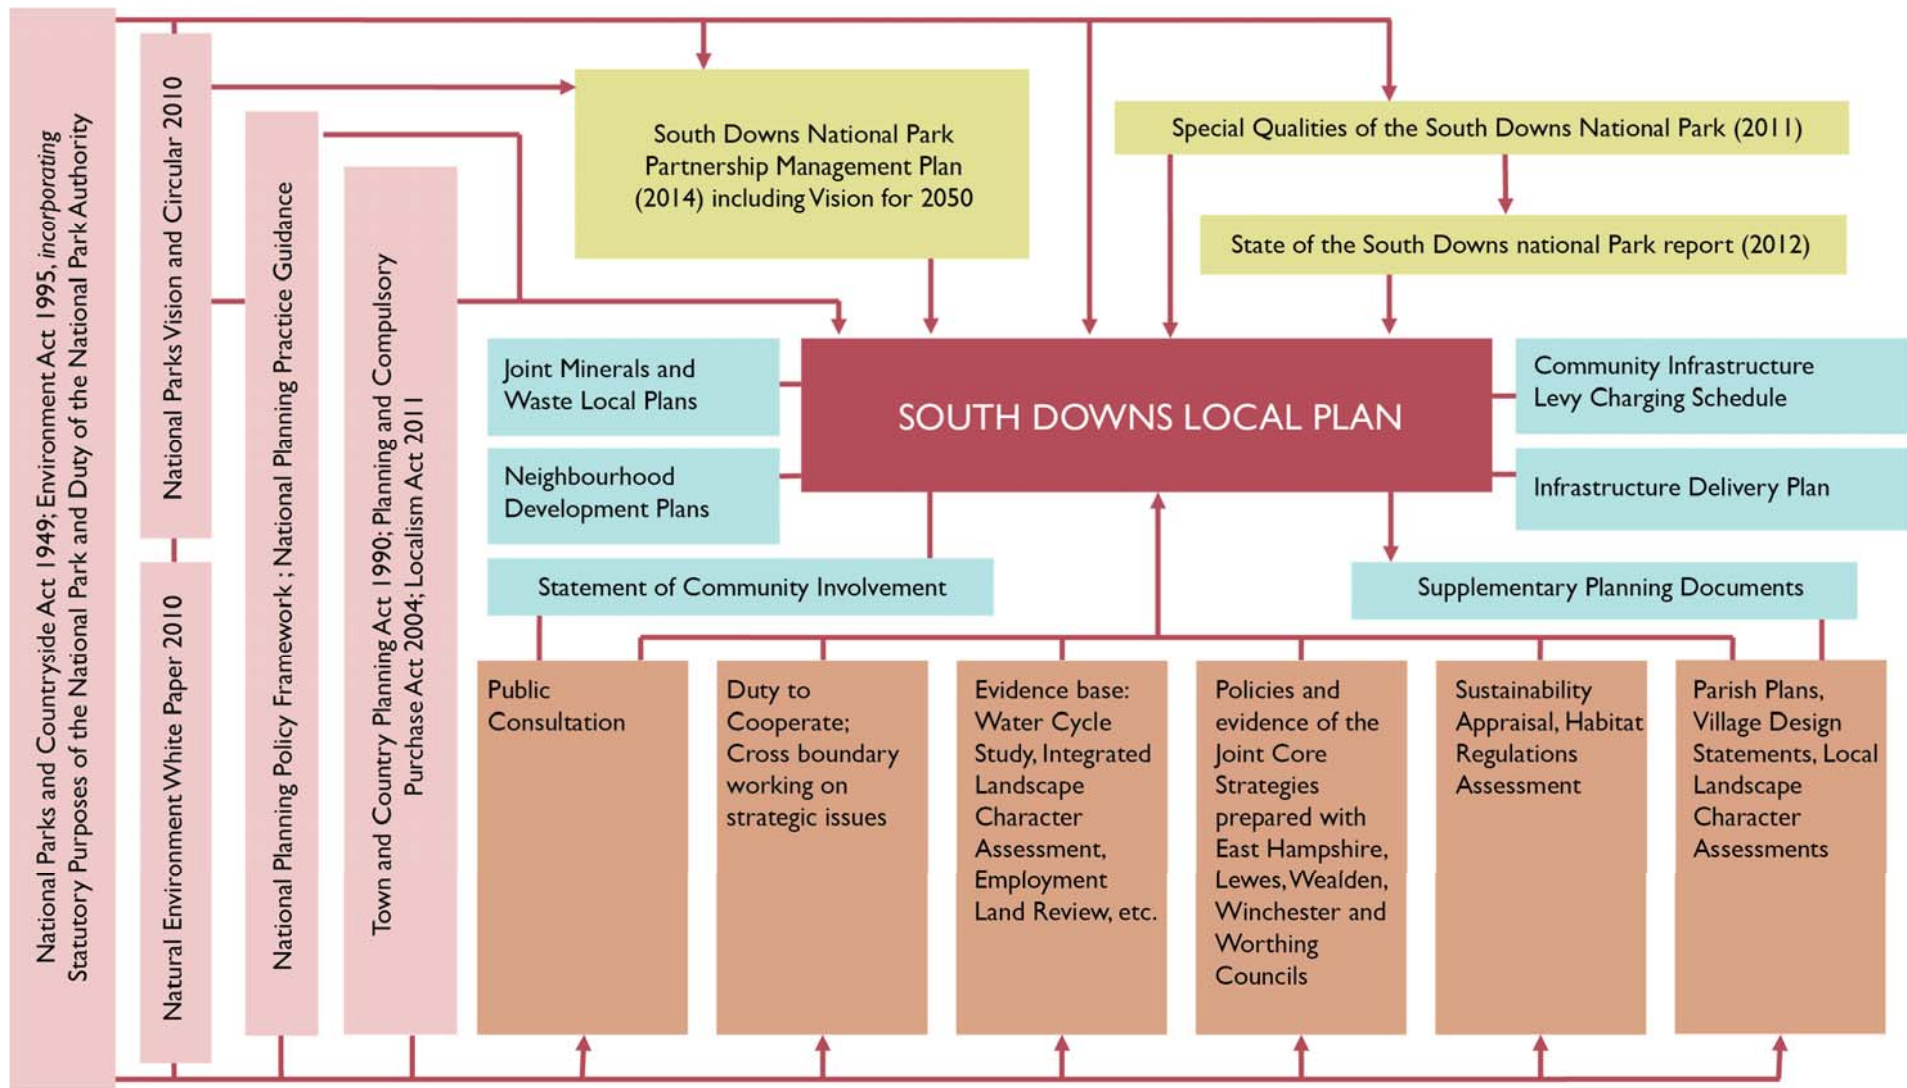 National Parks and Countryside Act 1949; Environment Act 1995, incorporating
Statutory Purposes of the National Park and Duty of the National Park Authority
National Parks Vision and Circular 2010
Natural Environment White Paper 2010
National Planning Policy Framework ; National Planning Practice Guidance
Town and Country Planning Act 1990; Planning and Compulsory
Purchase Act 2004; Localism Act 2011
South Downs National Park
Partnership Management Plan
(2014) including Vision for 2050
Special Qualities of the South Downs National Park (2011)
State of the South Downs national Park report (2012)
Joint Minerals and
Waste Local Plans
Neighbourhood
Development Plans
SOUTH DOWNS LOCAL PLAN
Community Infrastructure
Levy Charging Schedule
Infrastructure Delivery Plan
Statement of Community Involvement
Supplementary Planning Documents
Public
Consultation
Duty to
Cooperate;
Cross boundary
working on
strategic issues
Evidence base:
Water Cycle
Study, Integrated
Landscape
Character
Assessment,
Employment
Land Review, etc.
Policies and
evidence of the
Joint Core
Strategies
prepared with
East Hampshire,
Lewes, Wealden,
Winchester and
Worthing
Councils
Sustainability
Appraisal, Habitat
Regulations
Assessment
Parish Plans,
Village Design
Statements, Local
Landscape
Character
Assessments